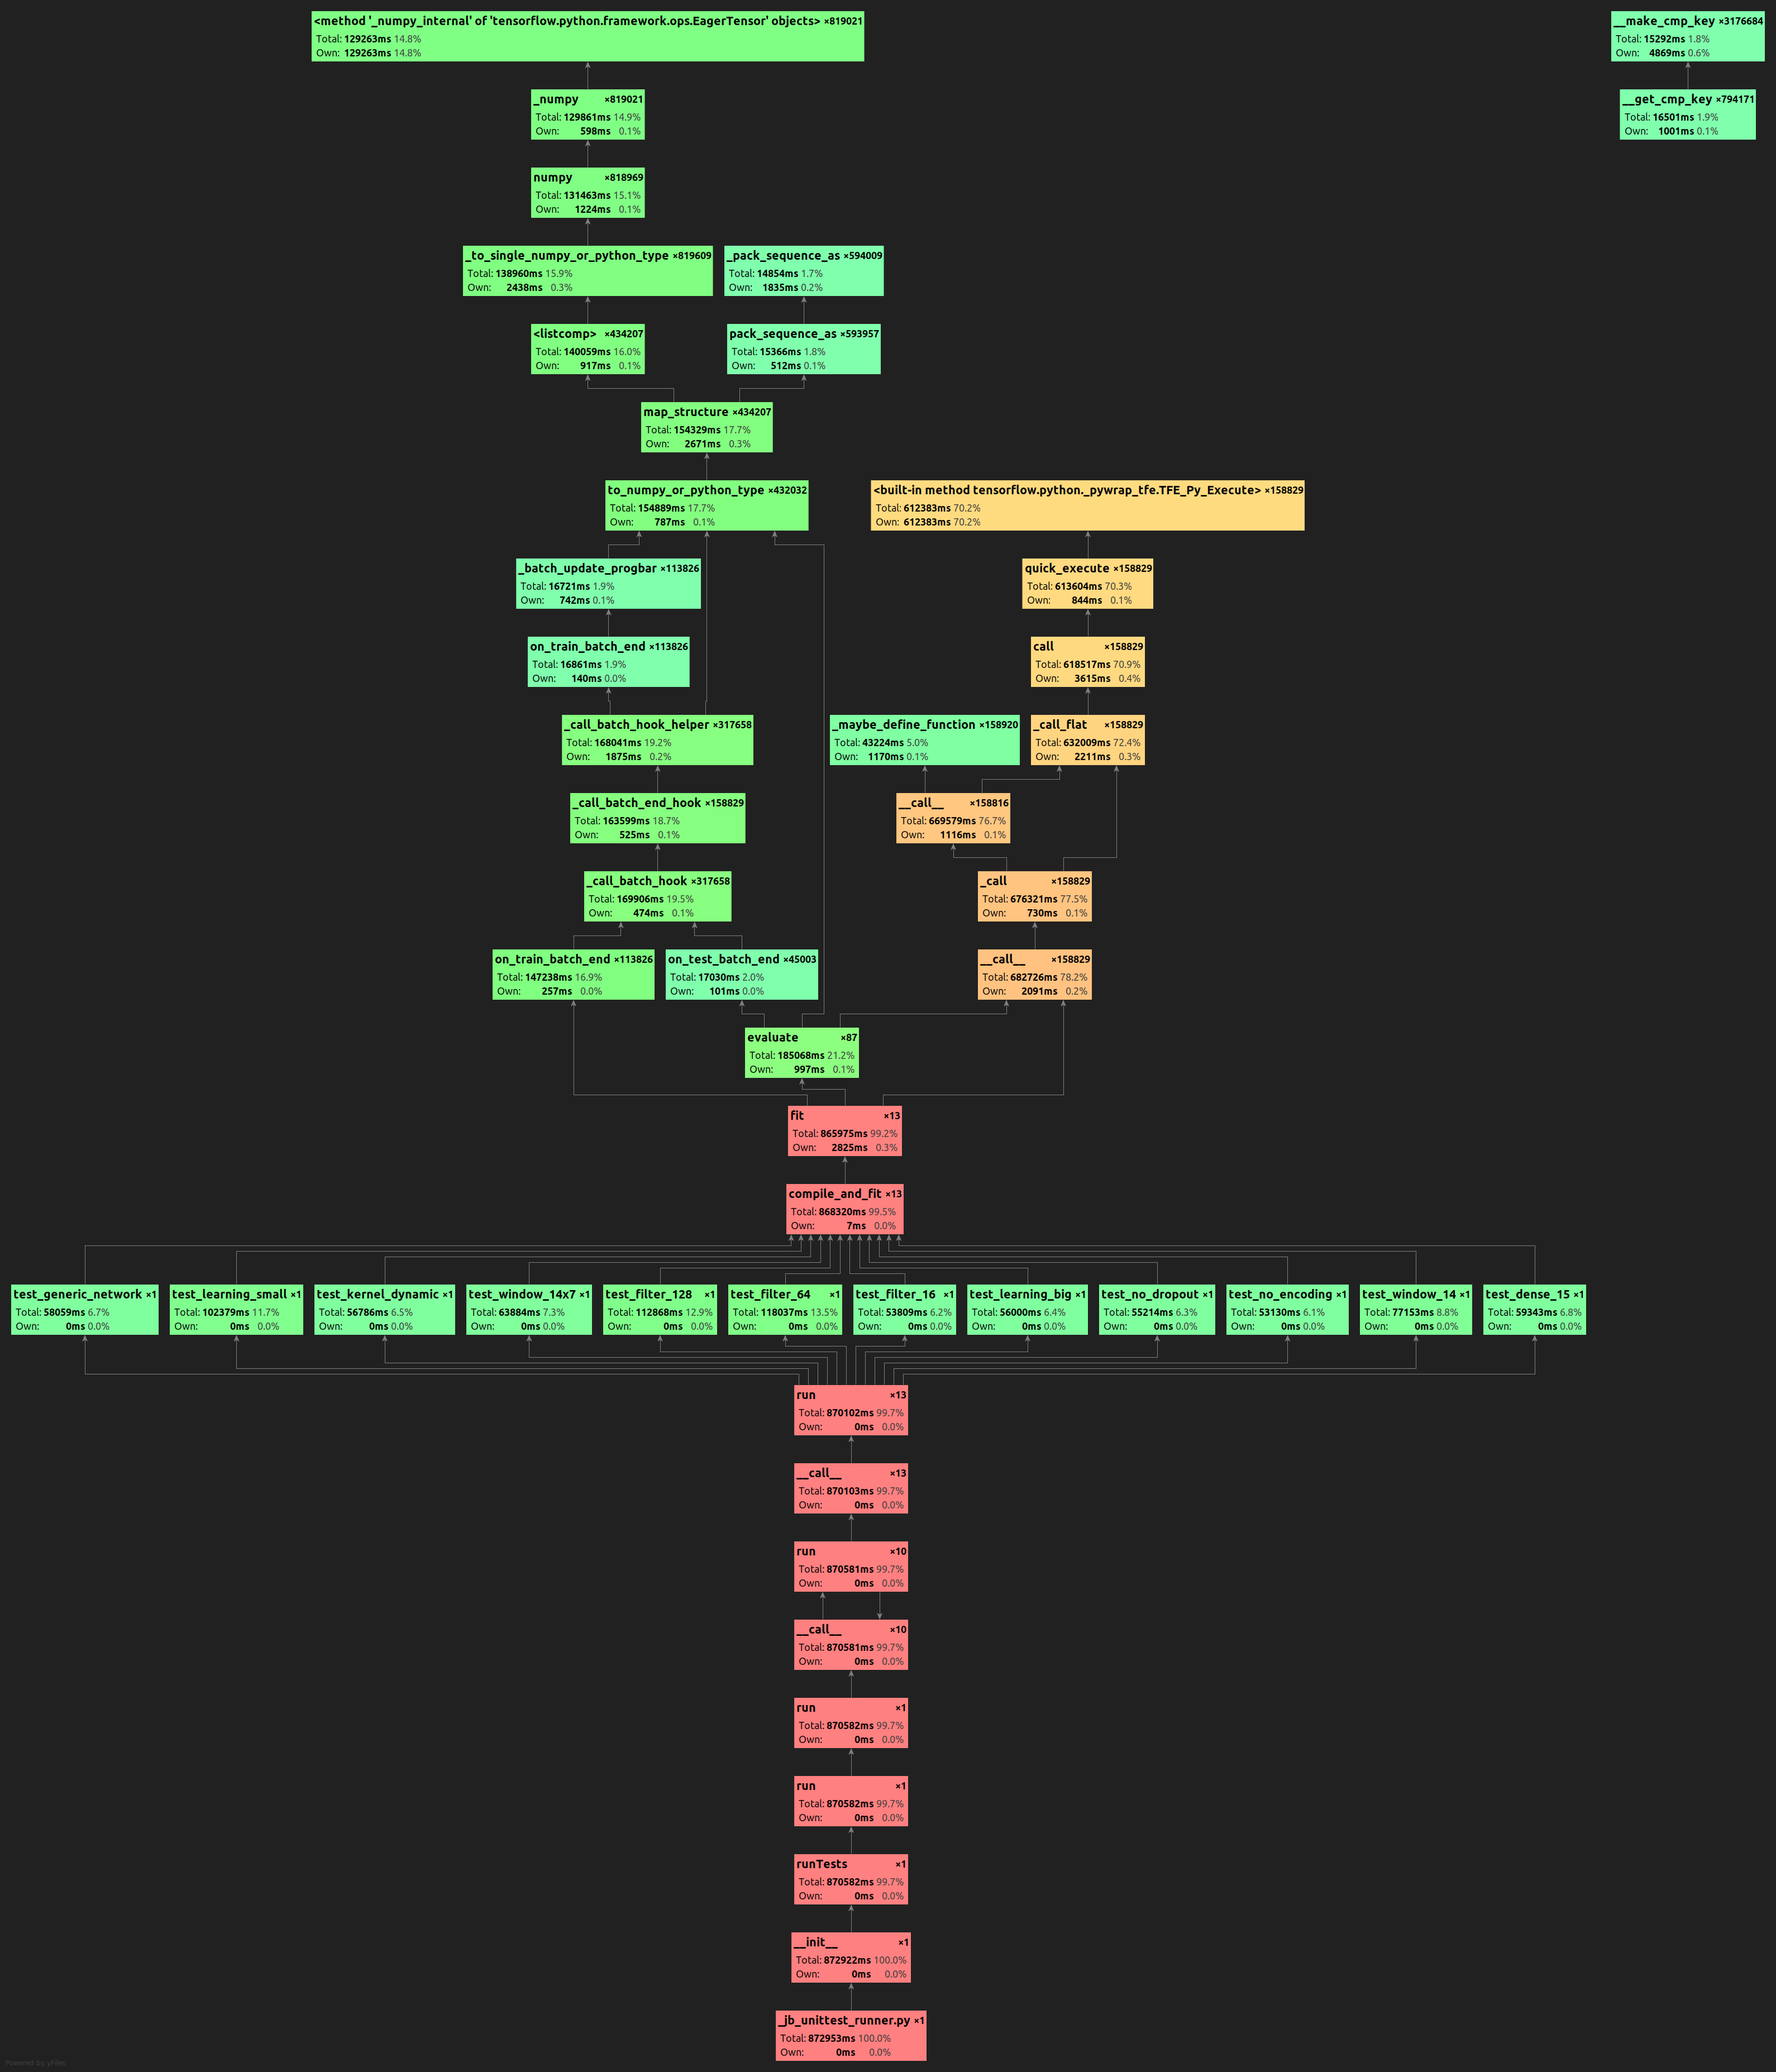 <method '_numpy_internal' of 'tensorflow.python.framework.ops.EagerTensor' objects> ×819021
Total: 129263ms 14.8%
Own: 129263ms 14.8%
__make_cmp_key ×3176684
Total: 15292ms 1.8%
Own: 4869ms 0.6%
_numpy ×819021
Total: 129861ms 14.9%
Own: 598ms 0.1%
__get_cmp_key ×794171
Total: 16501ms 1.9%
Own: 1001ms 0.1%
numpy ×818969
Total: 131463ms 15.1%
Own: 1224ms 0.1%
_to_single_numpy_or_python_type ×819609
Total: 138960ms 15.9%
Own: 2438ms 0.3%
_pack_sequence_as ×594009
Total: 14854ms 1.7%
Own: 1835ms 0.2%
<listcomp> ×434207
Total: 140059ms 16.0%
Own: 917ms 0.1%
pack_sequence_as ×593957
Total: 15366ms 1.8%
Own: 512ms 0.1%
map_structure ×434207
Total: 154329ms 17.7%
Own: 2671ms 0.3%
to_numpy_or_python_type ×432032
Total: 154889ms 17.7%
Own: 787ms 0.1%
<built-in method tensorflow.python._pywrap_tfe.TFE_Py_Execute> ×158829
Total: 612383ms 70.2%
Own: 612383ms 70.2%
_batch_update_progbar ×113826
Total: 16721ms 1.9%
Own: 742ms 0.1%
quick_execute ×158829
Total: 613604ms 70.3%
Own: 844ms 0.1%
on_train_batch_end ×113826
Total: 16861ms 1.9%
Own: 140ms 0.0%
call ×158829
Total: 618517ms 70.9%
Own: 3615ms 0.4%
_call_batch_hook_helper ×317658
Total: 168041ms 19.2%
Own: 1875ms 0.2%
_maybe_define_function ×158920
Total: 43224ms 5.0%
Own: 1170ms 0.1%
_call_flat ×158829
Total: 632009ms 72.4%
Own: 2211ms 0.3%
_call_batch_end_hook ×158829
Total: 163599ms 18.7%
Own: 525ms 0.1%
__call__ ×158816
Total: 669579ms 76.7%
Own: 1116ms 0.1%
_call_batch_hook ×317658
Total: 169906ms 19.5%
Own: 474ms 0.1%
_call ×158829
Total: 676321ms 77.5%
Own: 730ms 0.1%
on_train_batch_end ×113826
Total: 147238ms 16.9%
Own: 257ms 0.0%
on_test_batch_end ×45003
Total: 17030ms 2.0%
Own: 101ms 0.0%
__call__ ×158829
Total: 682726ms 78.2%
Own: 2091ms 0.2%
evaluate ×87
Total: 185068ms 21.2%
Own: 997ms 0.1%
fit ×13
Total: 865975ms 99.2%
Own: 2825ms 0.3%
compile_and_fit ×13
Total: 868320ms 99.5%
Own: 7ms 0.0%
test_generic_network ×1
Total: 58059ms 6.7%
Own: 0ms 0.0%
test_learning_small ×1
Total: 102379ms 11.7%
Own: 0ms 0.0%
test_kernel_dynamic ×1
Total: 56786ms 6.5%
Own: 0ms 0.0%
test_window_14x7 ×1
Total: 63884ms 7.3%
Own: 0ms 0.0%
test_filter_128 ×1
Total: 112868ms 12.9%
Own: 0ms 0.0%
test_filter_64 ×1
Total: 118037ms 13.5%
Own: 0ms 0.0%
test_filter_16 ×1
Total: 53809ms 6.2%
Own: 0ms 0.0%
test_learning_big ×1
Total: 56000ms 6.4%
Own: 0ms 0.0%
test_no_dropout ×1
Total: 55214ms 6.3%
Own: 0ms 0.0%
test_no_encoding ×1
Total: 53130ms 6.1%
Own: 0ms 0.0%
test_window_14 ×1
Total: 77153ms 8.8%
Own: 0ms 0.0%
test_dense_15 ×1
Total: 59343ms 6.8%
Own: 0ms 0.0%
run ×13
Total: 870102ms 99.7%
Own: 0ms 0.0%
__call__ ×13
Total: 870103ms 99.7%
Own: 0ms 0.0%
run ×10
Total: 870581ms 99.7%
Own: 0ms 0.0%
__call__ ×10
Total: 870581ms 99.7%
Own: 0ms 0.0%
run ×1
Total: 870582ms 99.7%
Own: 0ms 0.0%
run ×1
Total: 870582ms 99.7%
Own: 0ms 0.0%
runTests ×1
Total: 870582ms 99.7%
Own: 0ms 0.0%
__init__ ×1
Total: 872922ms 100.0%
Own: 0ms 0.0%
_jb_unittest_runner.py ×1
Total: 872953ms 100.0%
Own: 0ms 0.0%
Powered by yFiles